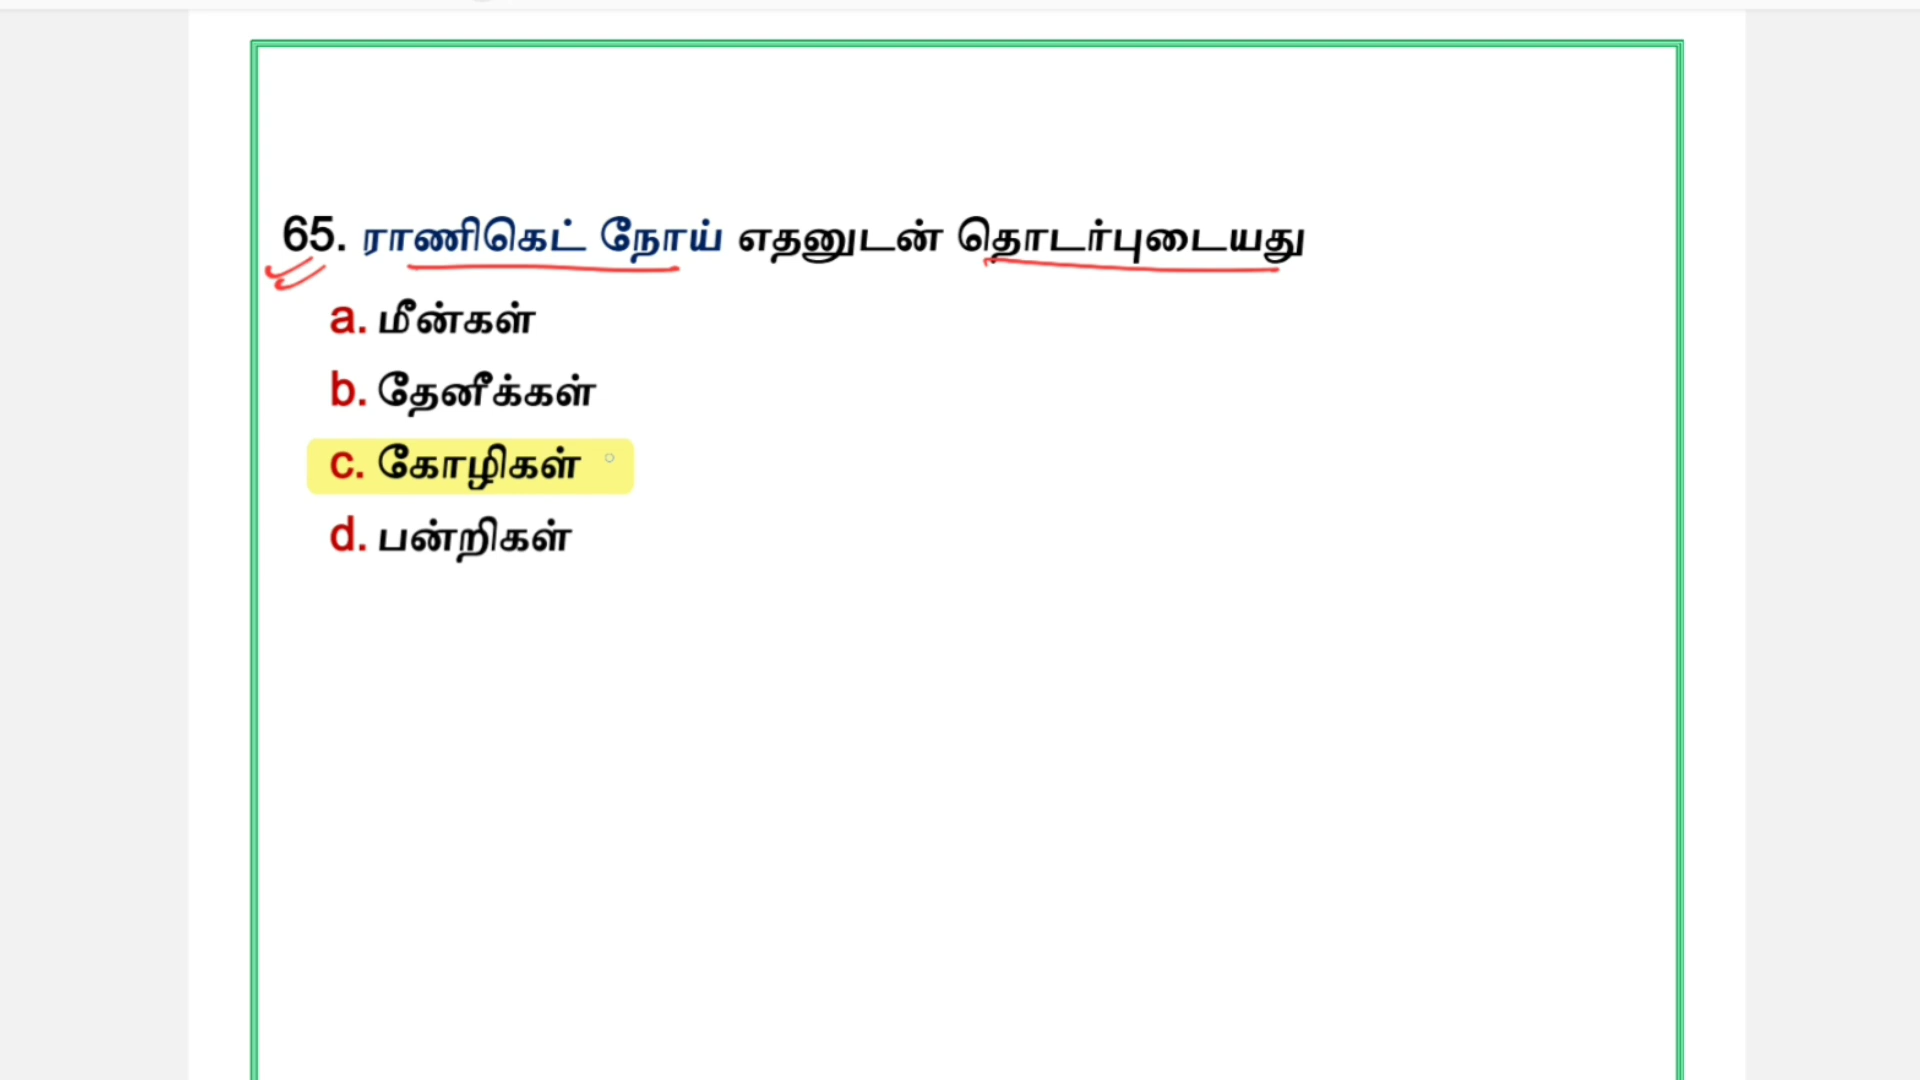 65. ராணிகெட் நோய் எதனுடன் தொடர்புடையது
a. மீன்கள்
b. தேனீக்கள்
c. கோழிகள்
d. பன்றிகள்